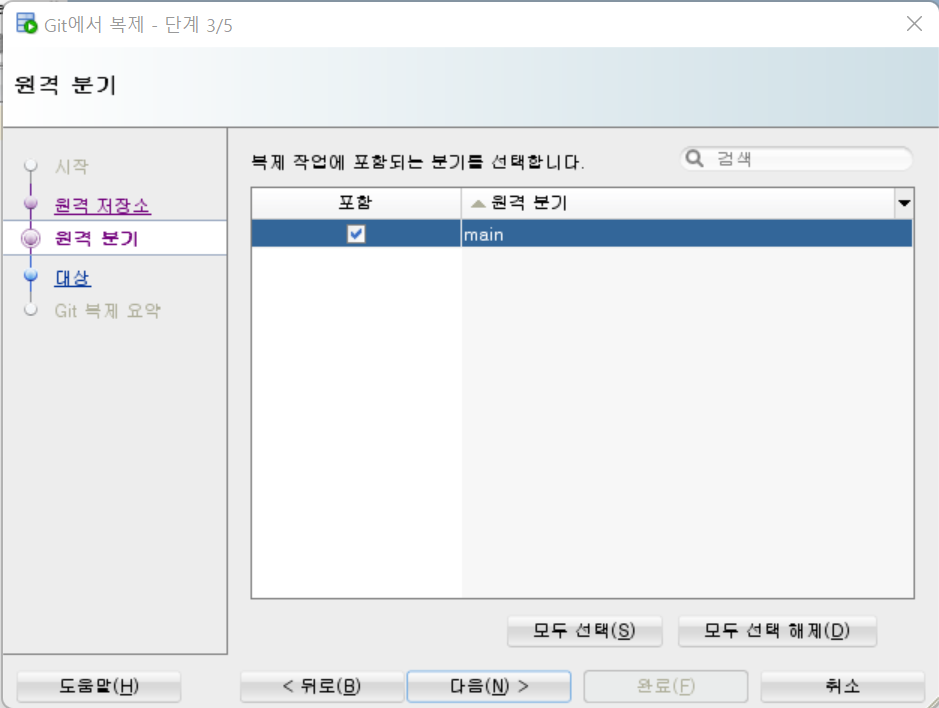 Git에서 복제 - 단계 3/5
원격 분기
시작
원격 저장소
원격 분기
대상
Git 복제 요약
복제 작업에 포함되는 분기를 선택합니다.
검색
포함
원격 분기
main
모두 선택(S)
모두 선택 해제(D)
도움말(H)
< 뒤로(B)
다음(N) >
완료(F)
취소